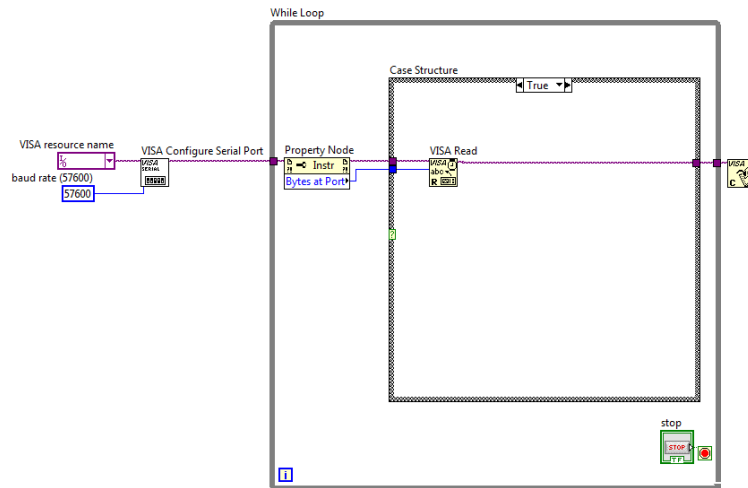 While Loop
Case Structure
True
VISA resource name
VISA Configure Serial Port
Property Node
VISA Read
I/O
VISA
SERIAL
Instr
Bytes at Port
VISA
abc
R
VISA
C
baud rate (57600)
57600
?
stop
STOP
TF
i